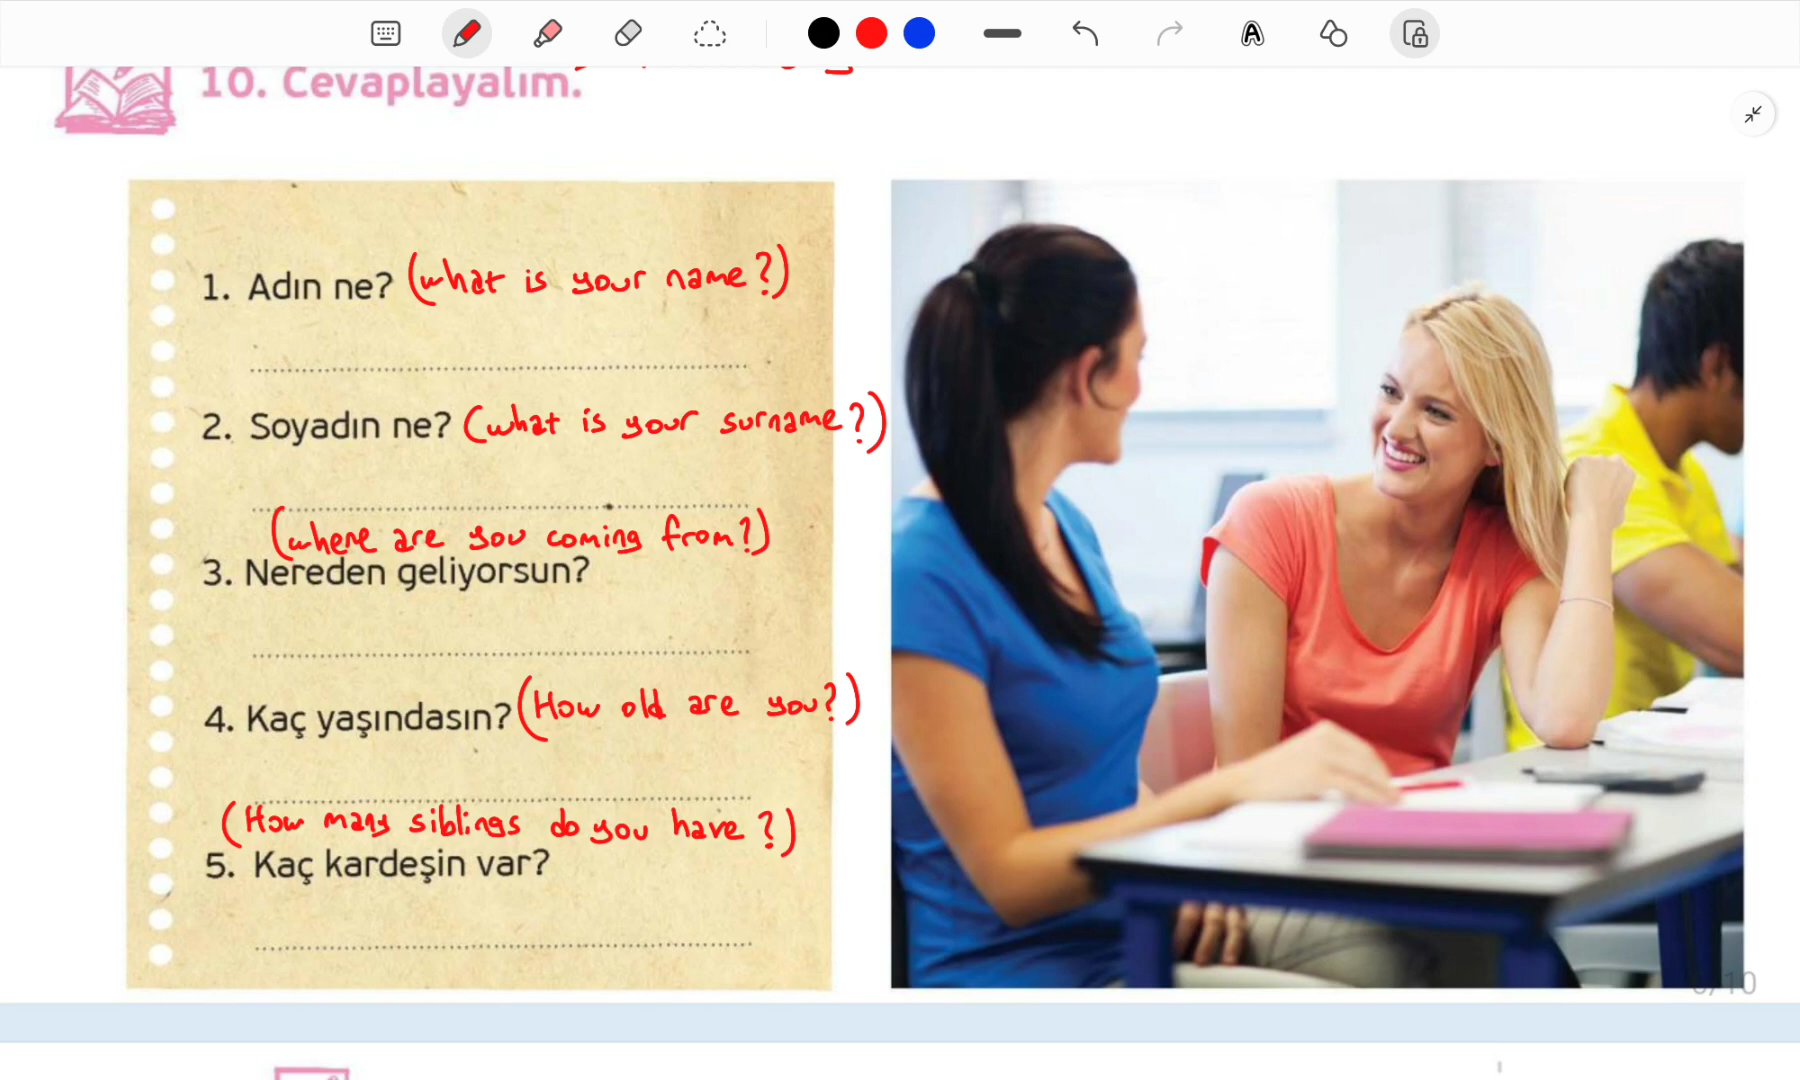 10. Cevaplayalım.
1. Adın ne? (what is your name?)
2. Soyadın ne? (what is your surname?)
(where are you coming from?)
3. Nereden geliyorsun?
4. Kaç yaşındasın? (How old are you?)
(How many siblings do you have?)
5. Kaç kardeşin var?